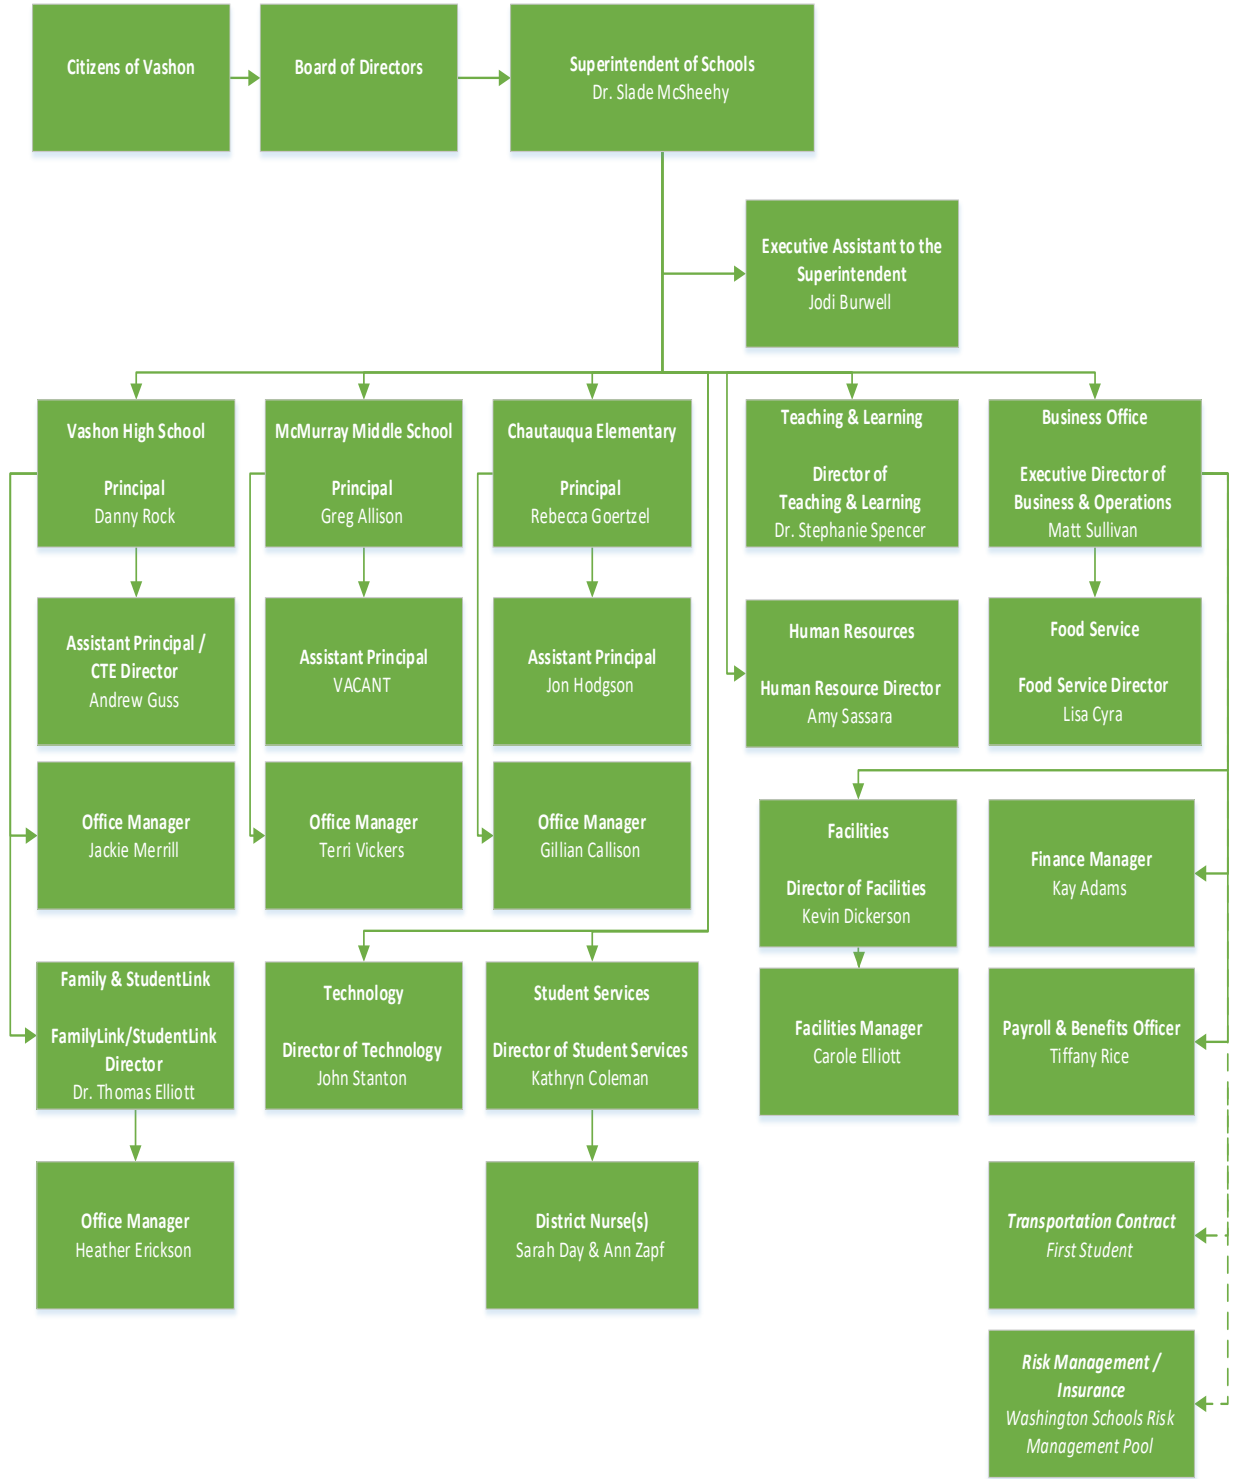 Citizens of Vashon
Board of Directors
Superintendent of Schools
Dr. Slade McSheehy
Executive Assistant to the
Superintendent
Jodi Burwell
Vashon High School
Principal
Danny Rock
McMurray Middle School
Principal
Greg Allison
Chautauqua Elementary
Principal
Rebecca Goertzel
Teaching & Learning
Director of
Teaching & Learning
Dr. Stephanie Spencer
Business Office
Executive Director of
Business & Operations
Matt Sullivan
Assistant Principal /
CTE Director
Andrew Guss
Assistant Principal
VACANT
Assistant Principal
Jon Hodgson
Human Resources
Human Resource Director
Amy Sassara
Food Service
Food Service Director
Lisa Cyra
Office Manager
Jackie Merrill
Office Manager
Terri Vickers
Office Manager
Gillian Callison
Facilities
Director of Facilities
Kevin Dickerson
Finance Manager
Kay Adams
Family & StudentLink
FamilyLink/StudentLink
Director
Dr. Thomas Elliott
Technology
Director of Technology
John Stanton
Student Services
Director of Student Services
Kathryn Coleman
Facilities Manager
Carole Elliott
Payroll & Benefits Officer
Tiffany Rice
Office Manager
Heather Erickson
District Nurse(s)
Sarah Day & Ann Zapf
Transportation Contract
First Student
Risk Management /
Insurance
Washington Schools Risk
Management Pool